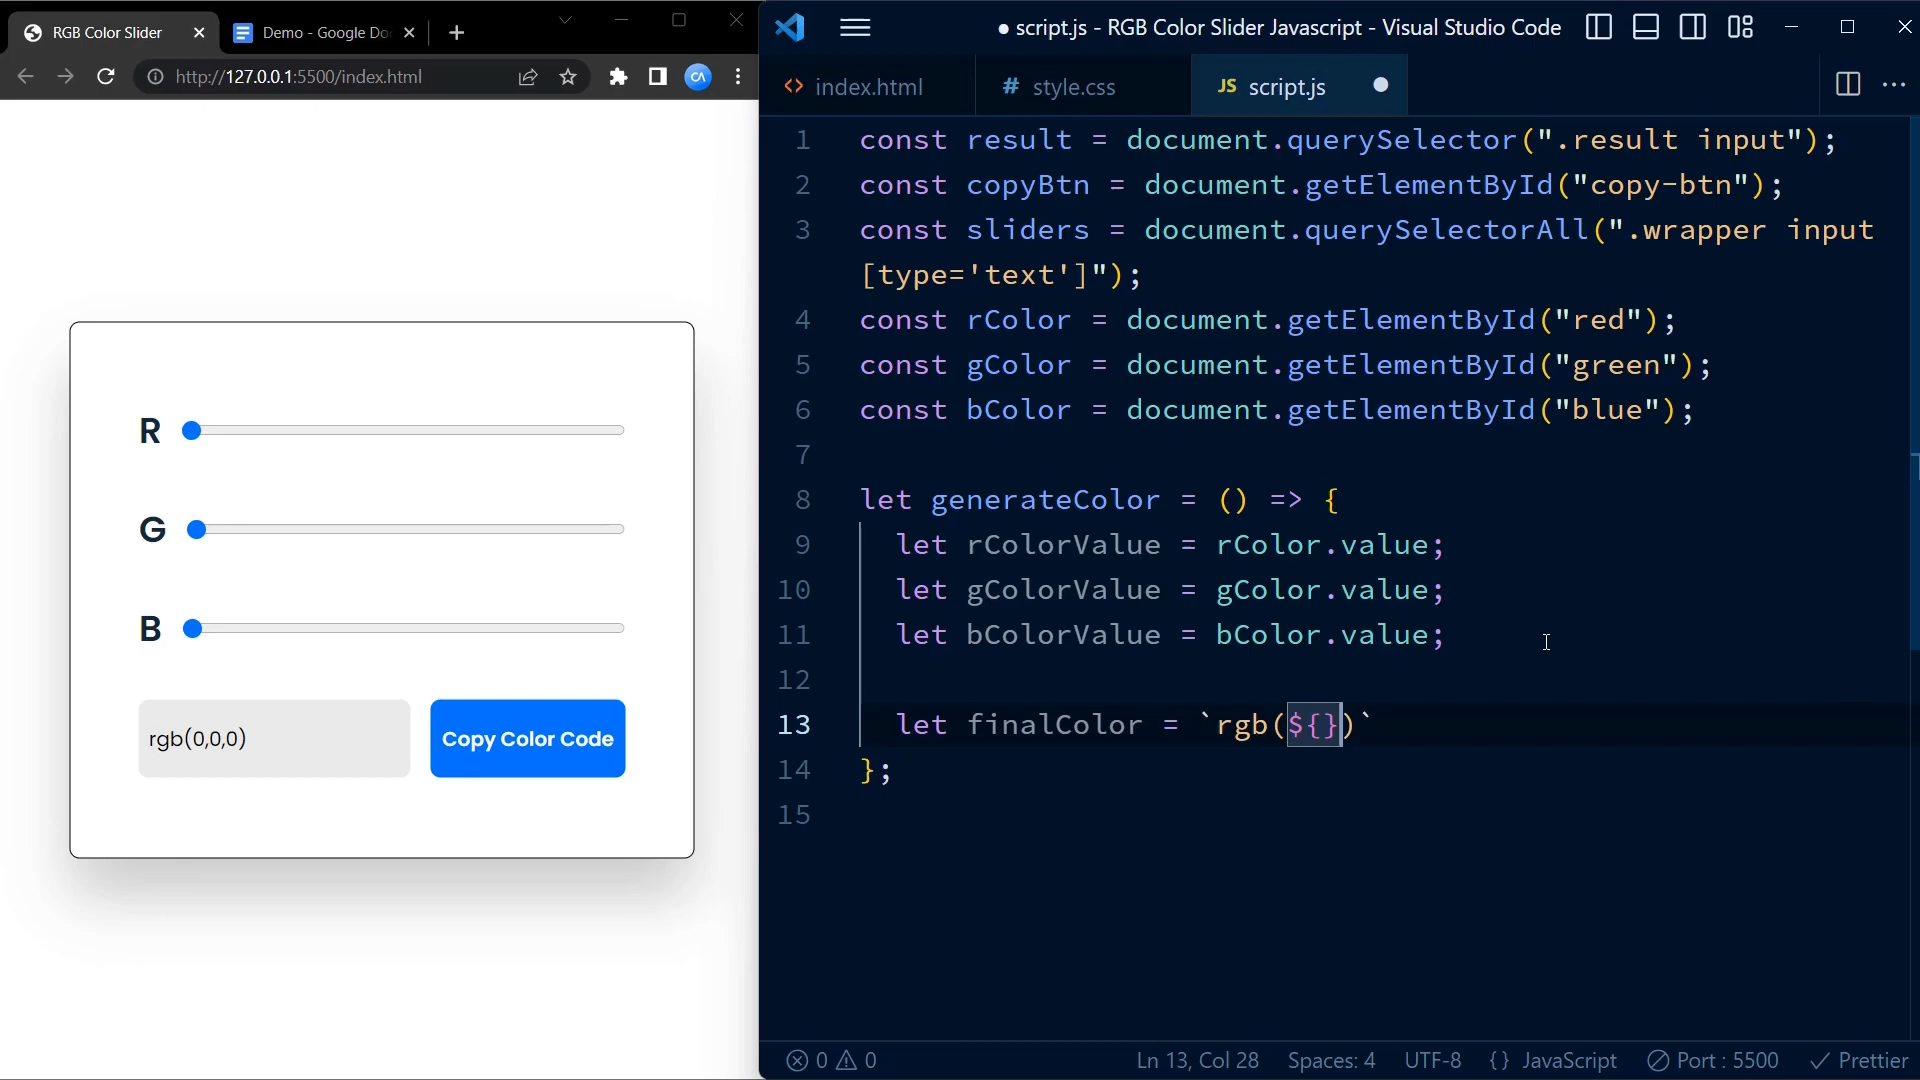 RGB Color Slider
Demo - Google Do
http://127.0.0.1:5500/index.html
CA
R
G
B
rgb(0,0,0)
Copy Color Code
● script.js - RGB Color Slider Javascript - Visual Studio Code
<> index.html
# style.css
JS script.js
1 const result = document.querySelector(".result input");
2 const copyBtn = document.getElementById("copy-btn");
3 const sliders = document.querySelectorAll(".wrapper input
[type='text']");
4 const rColor = document.getElementById("red");
5 const gColor = document.getElementById("green");
6 const bColor = document.getElementById("blue");
7
8 let generateColor = () => {
9 let rColorValue = rColor.value;
10 let gColorValue = gColor.value;
11 let bColorValue = bColor.value;
12
13 let finalColor = `rgb(${})`
14 };
15
0 0
Ln 13, Col 28 Spaces: 4 UTF-8 {} JavaScript Port : 5500 Prettier